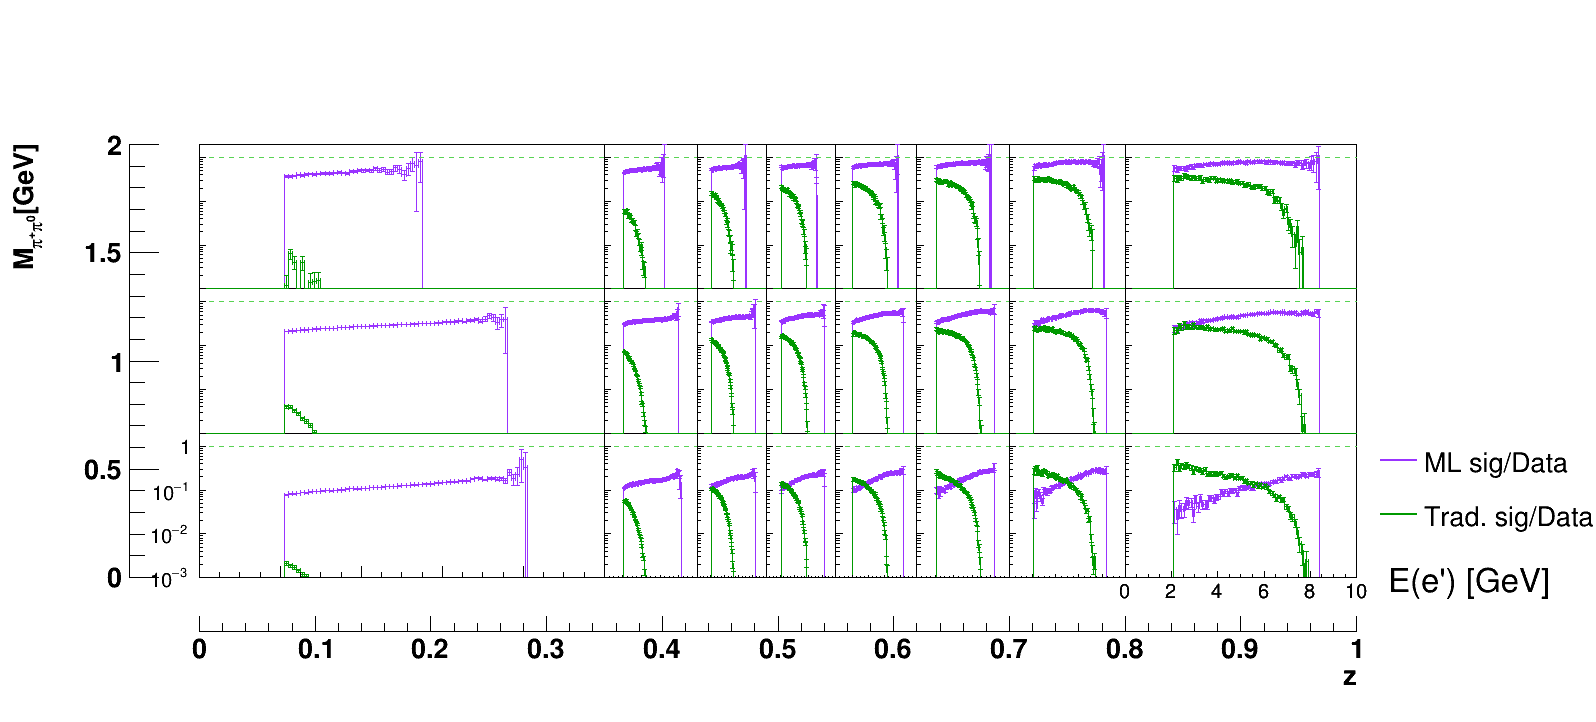 M_{π⁺π⁰}[GeV]
2
1.5
1
0.5
0
1
10⁻¹
10⁻²
10⁻³
ML sig/Data
Trad. sig/Data
E(e') [GeV]
0 2 4 6 8 10
0 0.1 0.2 0.3 0.4 0.5 0.6 0.7 0.8 0.9 1
z